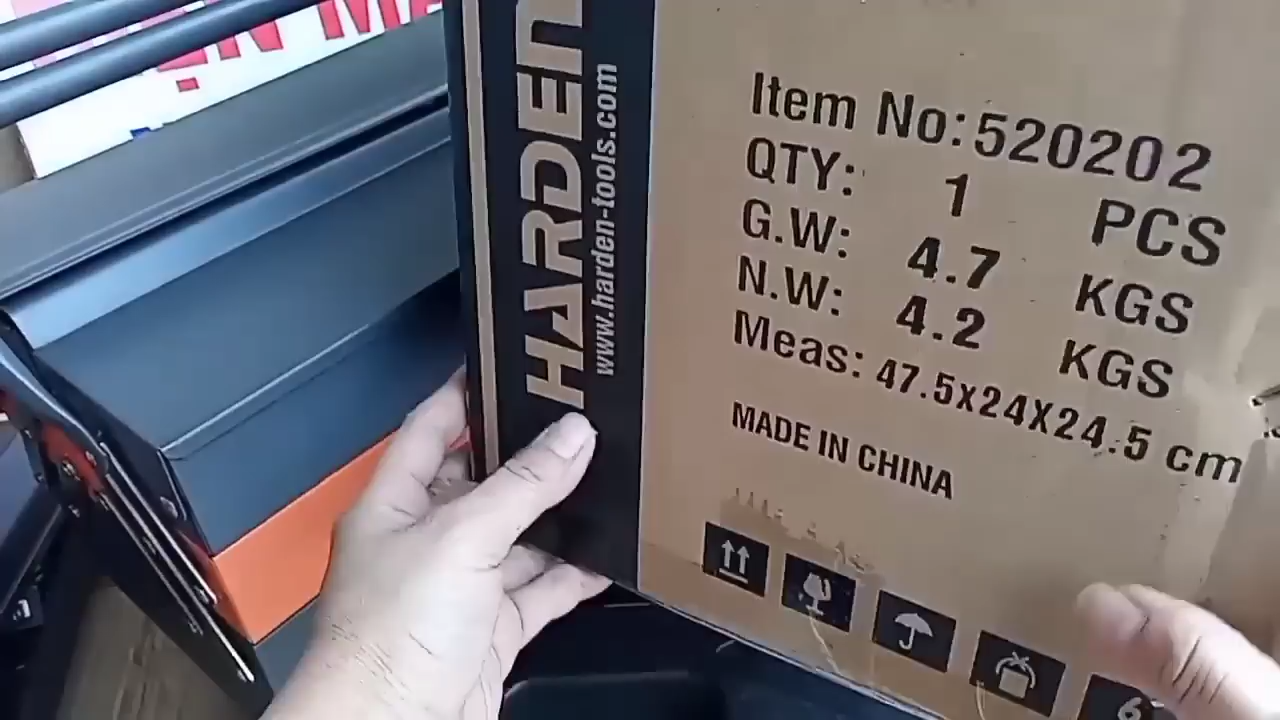 HARDEN
www.harden-tools.com
Item No:520202
QTY: 1 PCS
G.W: 4.7 KGS
N.W: 4.2 KGS
Meas: 47.5x24X24.5 cm
MADE IN CHINA
6